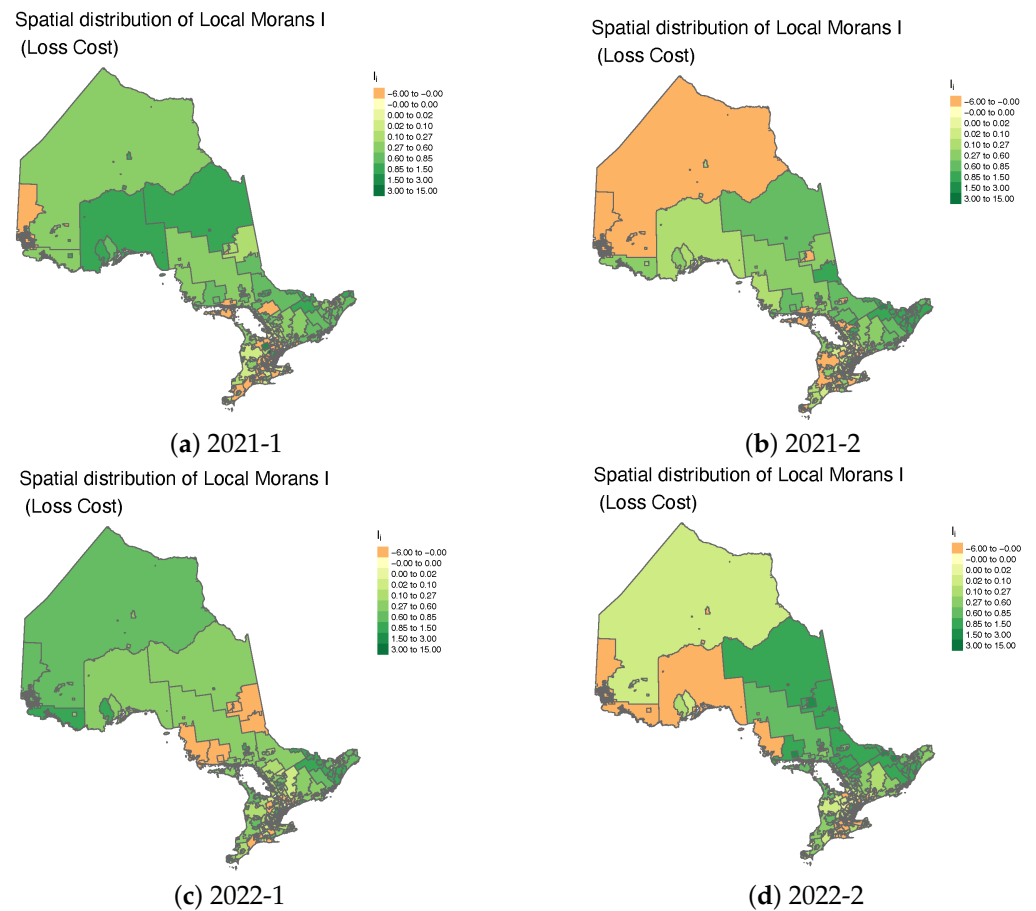 Spatial distribution of Local Morans I
(Loss Cost)
Ii
−6.00 to −0.00
−0.00 to 0.00
0.00 to 0.02
0.02 to 0.10
0.10 to 0.27
0.27 to 0.60
0.60 to 0.85
0.85 to 1.50
1.50 to 3.00
3.00 to 15.00
(a) 2021-1
Spatial distribution of Local Morans I
(Loss Cost)
Ii
−6.00 to −0.00
−0.00 to 0.00
0.00 to 0.02
0.02 to 0.10
0.10 to 0.27
0.27 to 0.60
0.60 to 0.85
0.85 to 1.50
1.50 to 3.00
3.00 to 15.00
(b) 2021-2
Spatial distribution of Local Morans I
(Loss Cost)
Ii
−6.00 to −0.00
−0.00 to 0.00
0.00 to 0.02
0.02 to 0.10
0.10 to 0.27
0.27 to 0.60
0.60 to 0.85
0.85 to 1.50
1.50 to 3.00
3.00 to 15.00
(c) 2022-1
Spatial distribution of Local Morans I
(Loss Cost)
Ii
−6.00 to −0.00
−0.00 to 0.00
0.00 to 0.02
0.02 to 0.10
0.10 to 0.27
0.27 to 0.60
0.60 to 0.85
0.85 to 1.50
1.50 to 3.00
3.00 to 15.00
(d) 2022-2